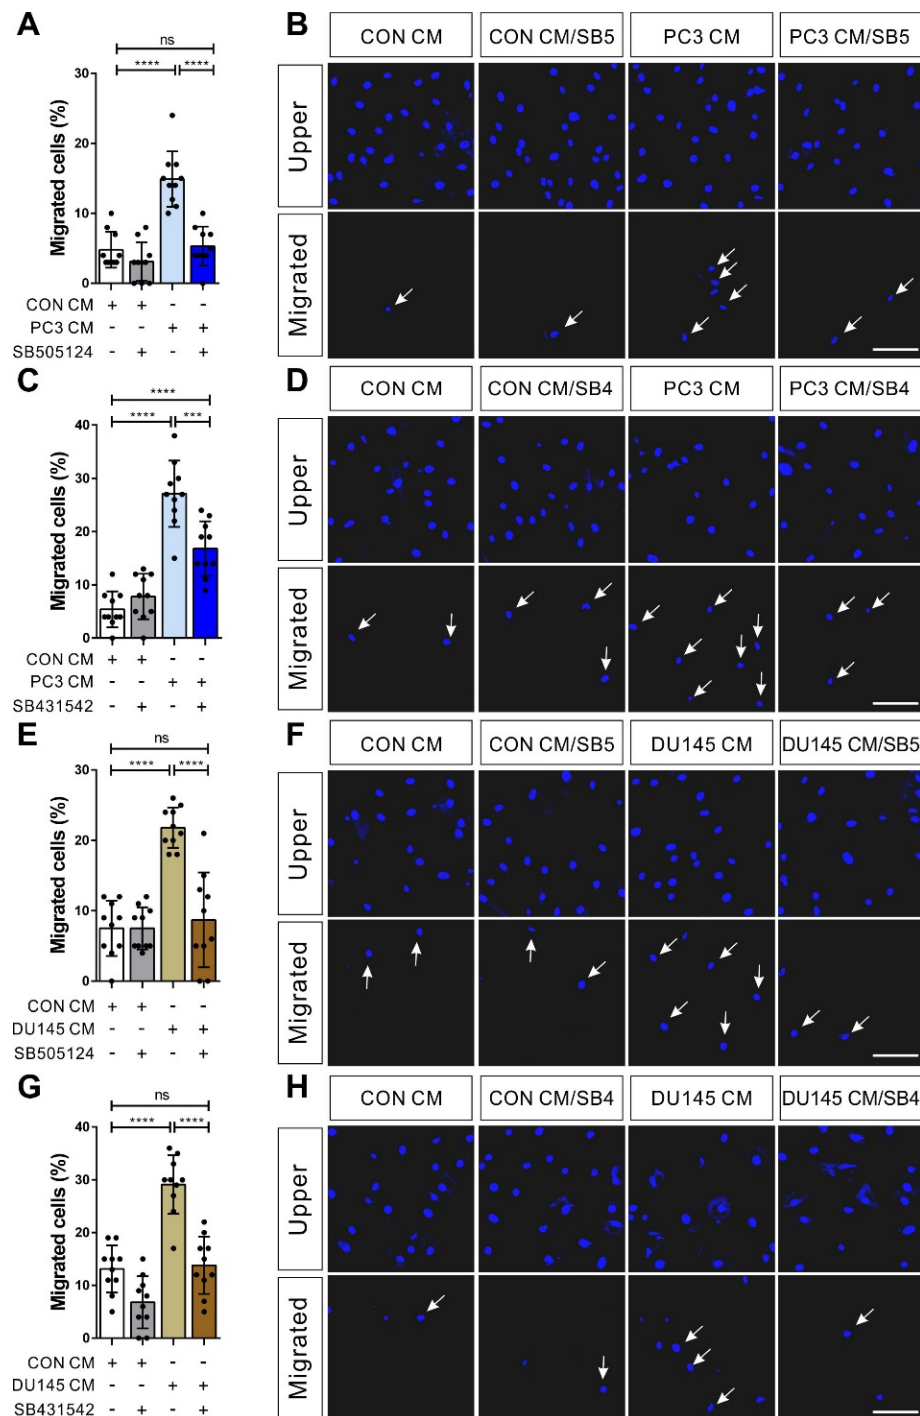 A
ns
**** ****
Migrated cells (%)
30
20
10
0
CON CM + + - -
PC3 CM - - + +
SB505124 - + - +
B
CON CM CON CM/SB5 PC3 CM PC3 CM/SB5
Upper
Migrated
C
****
**** ***
Migrated cells (%)
40
30
20
10
0
CON CM + + - -
PC3 CM - - + +
SB431542 - + - +
D
CON CM CON CM/SB4 PC3 CM PC3 CM/SB4
Upper
Migrated
E
ns
**** ****
Migrated cells (%)
30
20
10
0
CON CM + + - -
DU145 CM - - + +
SB505124 - + - +
F
CON CM CON CM/SB5 DU145 CM DU145 CM/SB5
Upper
Migrated
G
ns
**** ****
Migrated cells (%)
40
30
20
10
0
CON CM + + - -
DU145 CM - - + +
SB431542 - + - +
H
CON CM CON CM/SB4 DU145 CM DU145 CM/SB4
Upper
Migrated